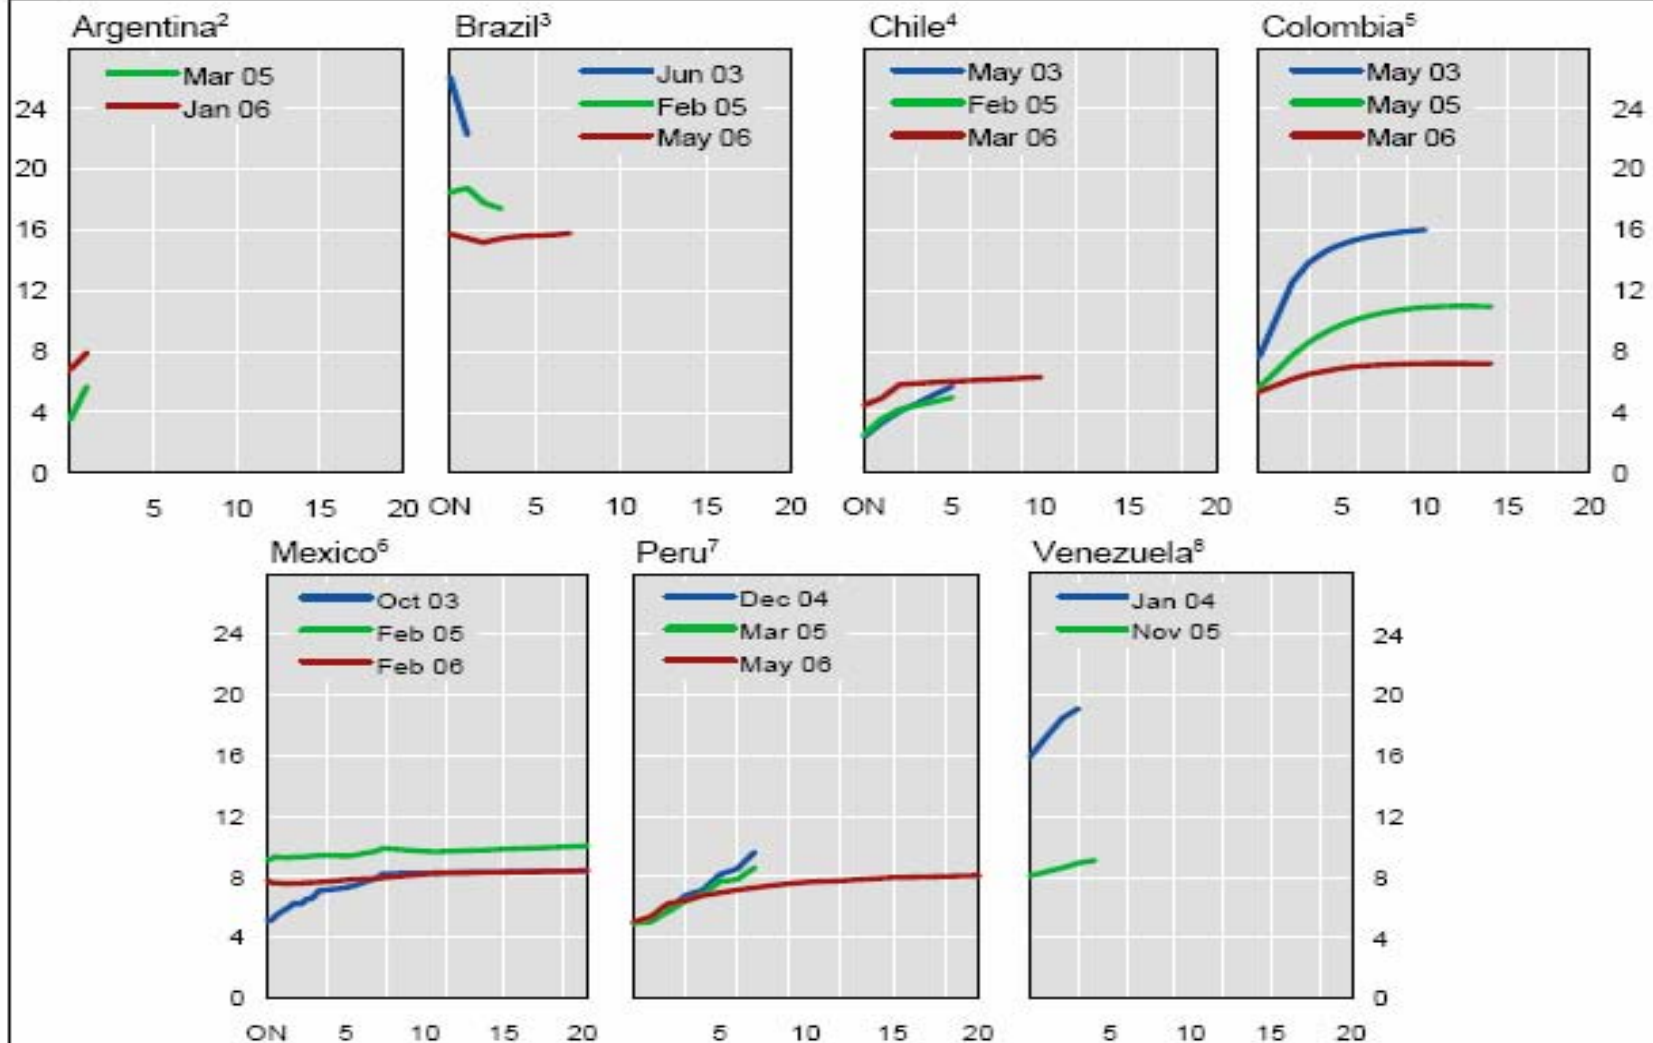 Argentina² Brazil³ Chile⁴ Colombia⁵
Mar 05
Jan 06
Jun 03
Feb 05
May 06
May 03
Feb 05
Mar 06
May 03
May 05
Mar 06
24 24
20 20
16 16
12 12
8 8
4 4
0 0
5 10 15 20 ON 5 10 15 20 ON 5 10 15 20 5 10 15 20
Mexico⁶ Peru⁷ Venezuela⁸
Oct 03
Feb 05
Feb 06
Dec 04
Mar 05
May 06
Jan 04
Nov 05
24 24
20 20
16 16
12 12
8 8
4 4
0 0
ON 5 10 15 20 5 10 15 20 5 10 15 20